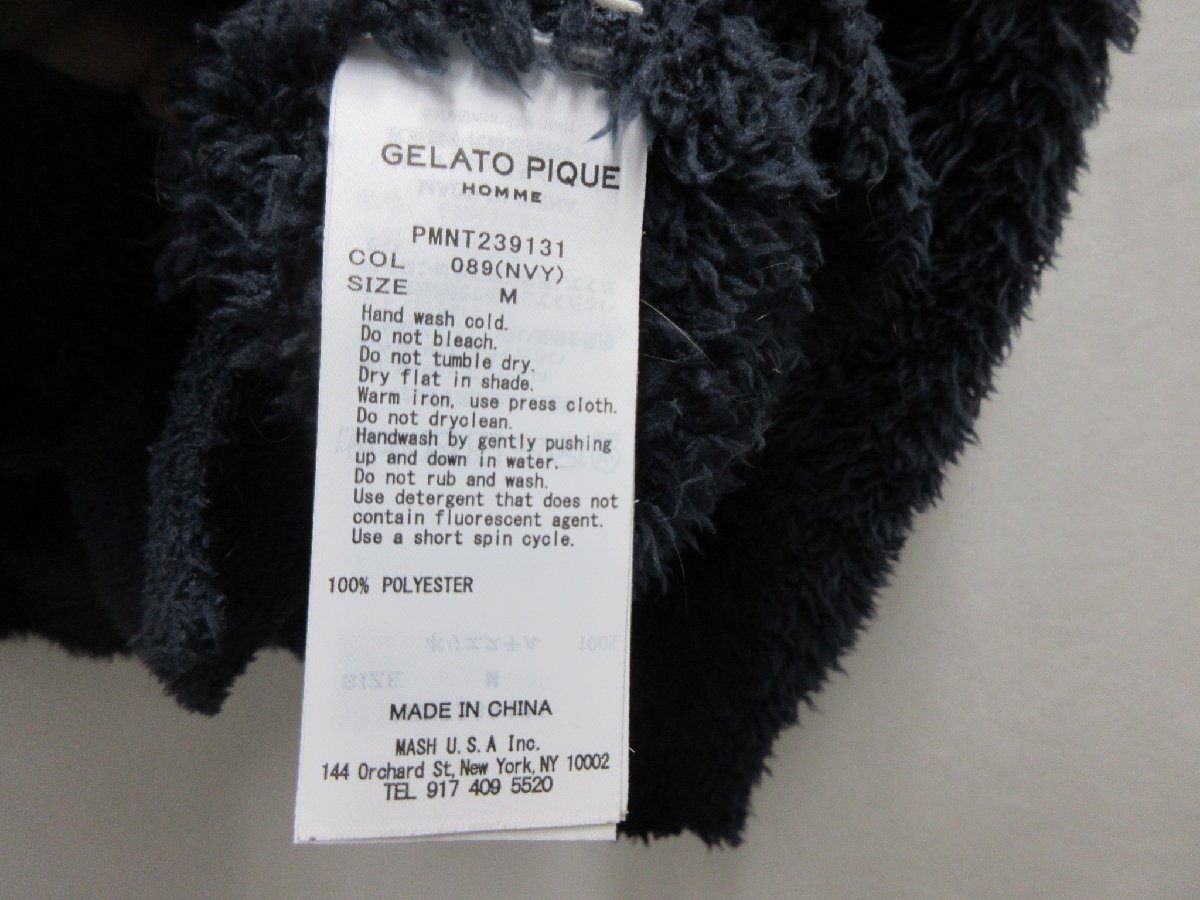 GELATO PIQUE
HOMME
PMNT239131
COL 089(NVY)
SIZE M
Hand wash cold.
Do not bleach.
Do not tumble dry.
Dry flat in shade.
Warm iron, use press cloth.
Do not dryclean.
Handwash by gently pushing
up and down in water.
Do not rub and wash.
Use detergent that does not
contain fluorescent agent.
Use a short spin cycle.
100% POLYESTER
MADE IN CHINA
MASH U.S.A Inc.
144 Orchard St, New York, NY 10002
TEL 917 409 5520